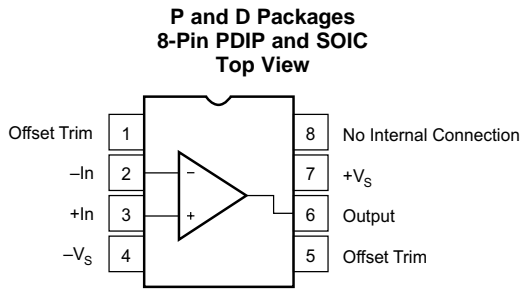 P and D Packages
8-Pin PDIP and SOIC
Top View
Offset Trim 1 8 No Internal Connection
–In 2 − 7 +VS
+In 3 + 6 Output
–VS 4 5 Offset Trim